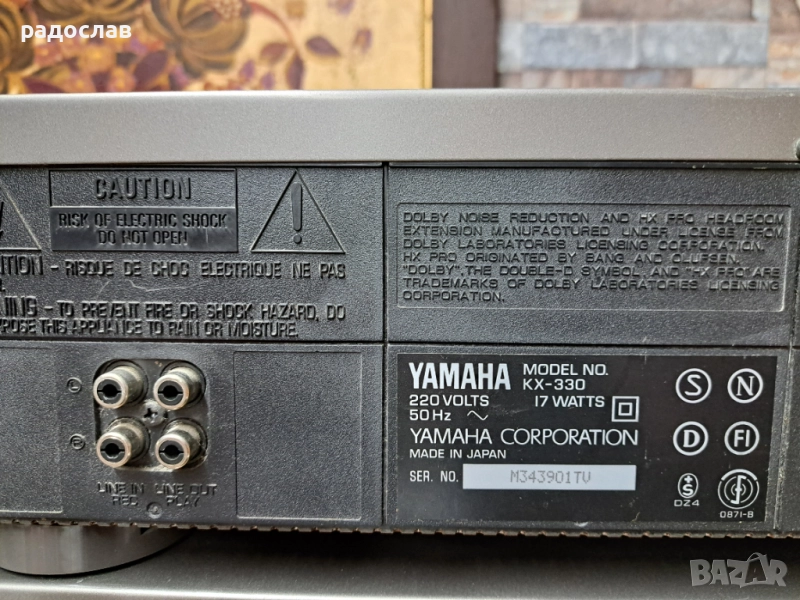 радослав
CAUTION
RISK OF ELECTRIC SHOCK
DO NOT OPEN
- RISQUE DE CHOC ELECTRIQUE NE PAS
- TO PREVENT FIRE OR SHOCK HAZARD, DO
THIS APPLIANCE TO RAIN OR MOISTURE.
DOLBY NOISE REDUCTION AND HX PRO HEADROOM
EXTENSION MANUFACTURED UNDER LICENSE FROM
DOLBY LABORATORIES LICENSING CORPORATION.
HX PRO ORIGINATED BY BANG AND OLUFSEN.
"DOLBY", THE DOUBLE-D SYMBOL, AND "HX PRO" ARE
TRADEMARKS OF DOLBY LABORATORIES LICENSING
CORPORATION.
L
R
LINE IN LINE OUT
REC PLAY
YAMAHA MODEL NO.
KX-330
220 VOLTS 17 WATTS
50 Hz ~
YAMAHA CORPORATION
MADE IN JAPAN
SER. NO. M343901TV
S N
D FI
S
DZ4 0871-B
BAZAR